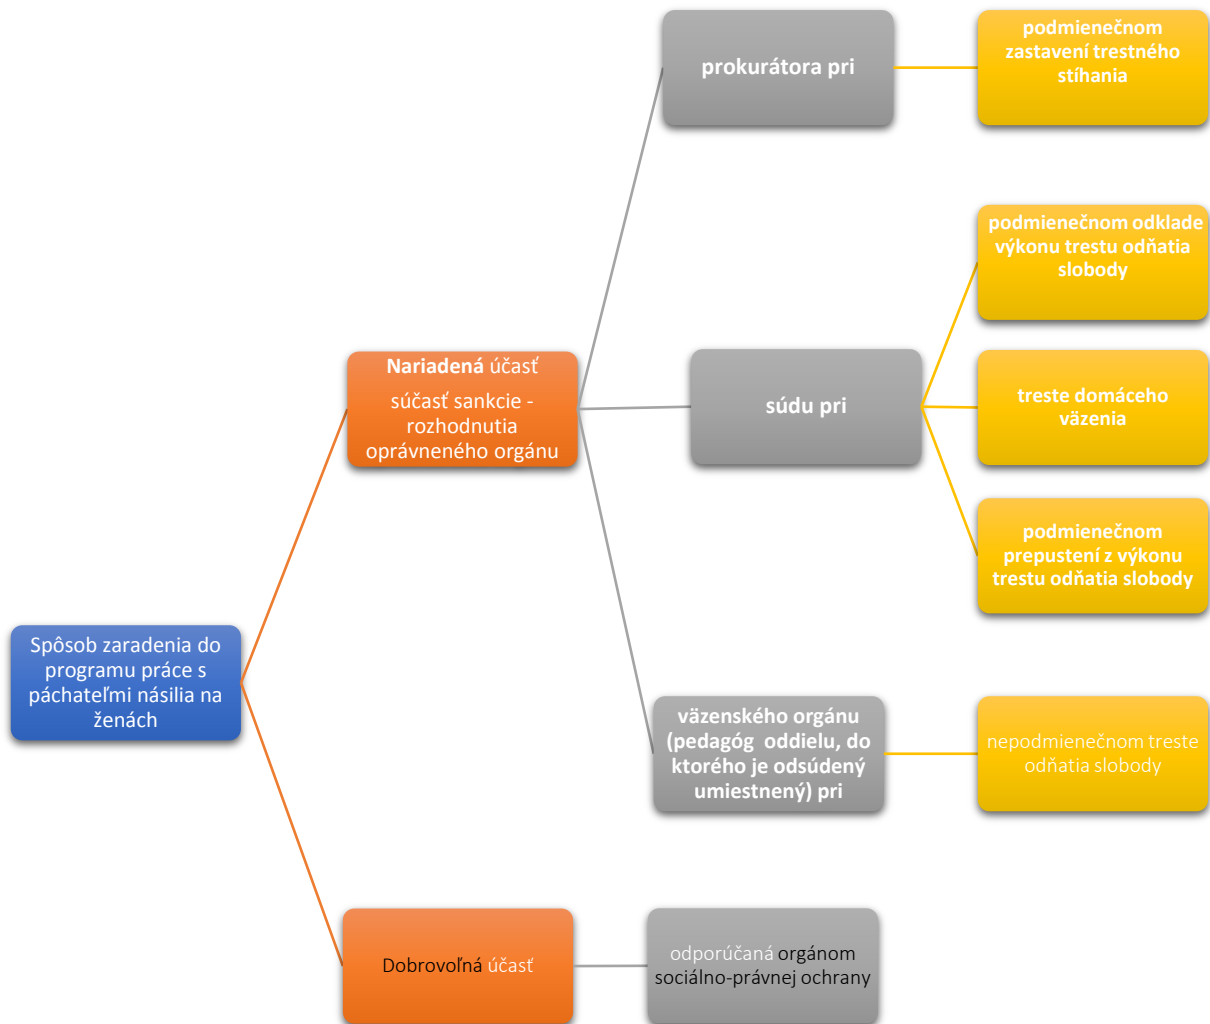 podmienečnom
zastavení trestného
stíhania
prokurátora pri
podmienečnom odklade
výkonu trestu odňatia
slobody
Nariadená účasť
súčasť sankcie -
rozhodnutia
oprávneného orgánu
súdu pri
treste domáceho
väzenia
podmienečnom
prepustení z výkonu
trestu odňatia slobody
Spôsob zaradenia do
programu práce s
páchateľmi násilia na
ženách
väzenského orgánu
(pedagóg oddielu, do
ktorého je odsúdený
umiestnený) pri
nepodmienečnom treste
odňatia slobody
Dobrovoľná účasť
odporúčaná orgánom
sociálno-právnej ochrany